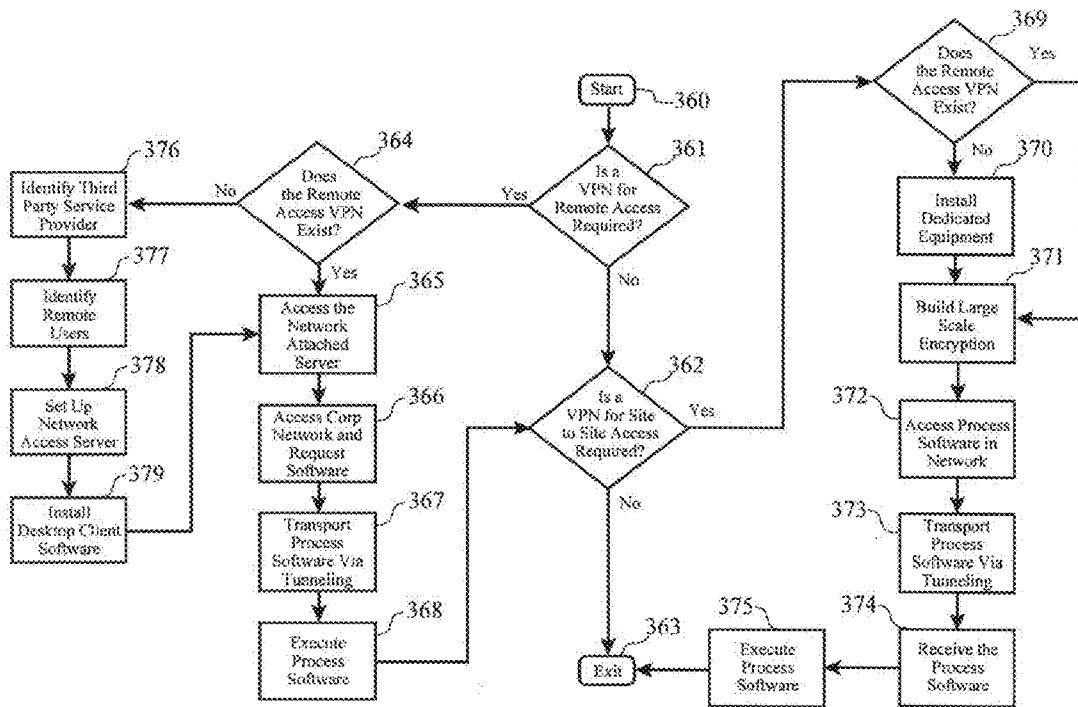 Start
360
Is a
VPN for
Remote Access
Required?
361
Yes
No
Does
the Remote
Access VPN
Exist?
364
No
Yes
Identify Third
Party Service
Provider
376
Identify
Remote
Users
377
Set Up
Network
Access Server
378
Install
Desktop Client
Software
379
Access the
Network
Attached
Server
365
Access Corp
Network and
Request
Software
366
Transport
Process
Software Via
Tunneling
367
Execute
Process
Software
368
Is a
VPN for Site
to Site Access
Required?
362
Yes
No
Exit
363
Does
the Remote
Access VPN
Exist?
369
Yes
No
Install
Dedicated
Equipment
370
Build Large
Scale
Encryption
371
Access Process
Software in
Network
372
Transport
Process
Software Via
Tunneling
373
Receive the
Process
Software
374
Execute
Process
Software
375